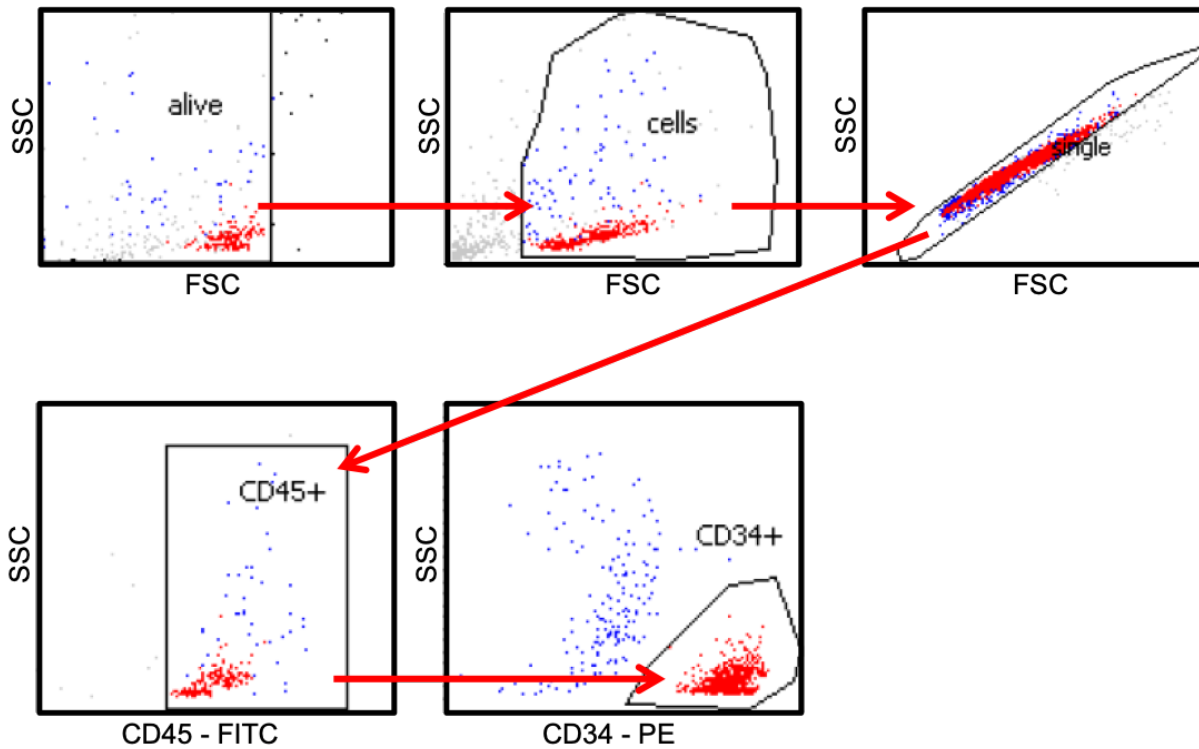 SSC
alive
FSC
SSC
cells
FSC
SSC
single
FSC
SSC
CD45+
CD45 - FITC
SSC
CD34+
CD34 - PE